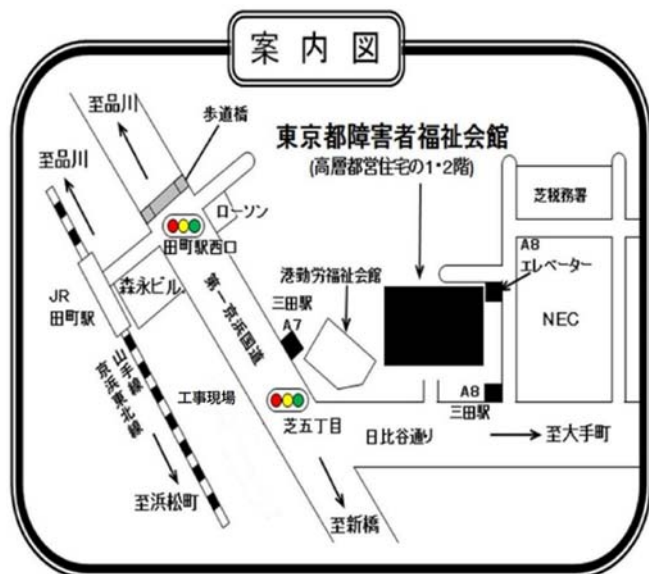 案内図
至品川
歩道橋
至品川
東京都障害者福祉会館
(高層都営住宅の1・2階)
ローソン
芝税務署
田町駅西口
A8
エレベーター
港勤労福祉会館
森永ビル
JR
田町駅
第一京浜国道
三田駅
A7
NEC
山手線
京浜東北線
工事現場
芝五丁目
A8
三田駅
日比谷通り
至大手町
至浜松町
至新橋